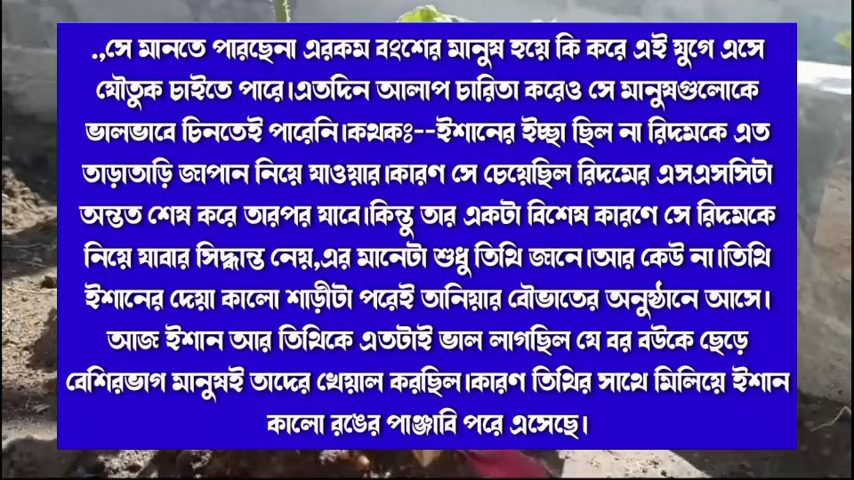 .,সে মানতে পারছেনা এরকম বংশের মানুষ হয়ে কি করে এই যুগে এসে
যৌতুক চাইতে পারে।এতদিন আলাপ চারিতা করেও সে মানুষগুলোকে
ভালভাবে চিনতেই পারেনি।কথকঃ--ইশানের ইচ্ছা ছিল না রিদমকে এত
তাড়াতাড়ি জাপান নিয়ে যাওয়ার।কারণ সে চেয়েছিল রিদমের এসএসসিটা
অন্তত শেষ করে তারপর যাবে।কিন্তু তার একটা বিশেষ কারণে সে রিদমকে
নিয়ে যাবার সিদ্ধান্ত নেয়,এর মানেটা শুধু তিথি জানে।আর কেউ না।তিথি
ইশানের দেয়া কালো শাড়ীটা পরেই তানিয়ার বৌভাতের অনুষ্ঠানে আসে।
আজ ইশান আর তিথিকে এতটাই ভাল লাগছিল যে বর বউকে ছেড়ে
বেশিরভাগ মানুষই তাদের খেয়াল করছিল।কারণ তিথির সাথে মিলিয়ে ইশান
কালো রঙের পাঞ্জাবি পরে এসেছে।